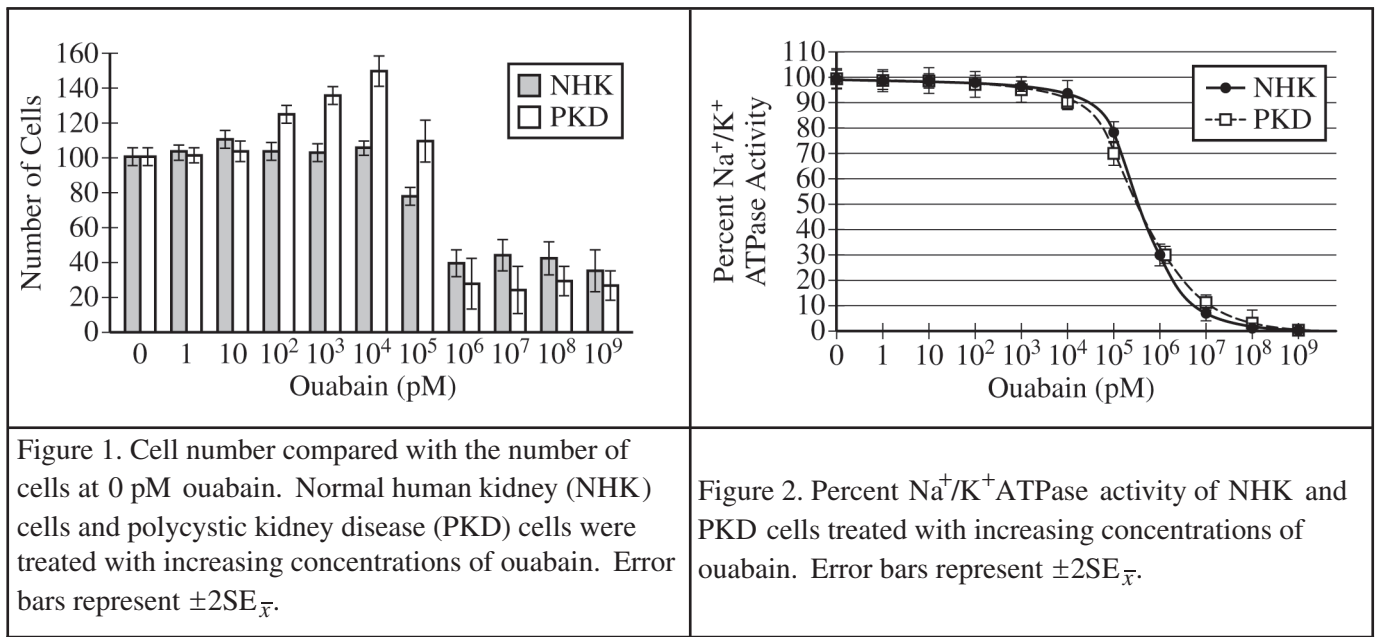 160
140
120
100
80
60
40
20
0
Number of Cells
NHK
PKD
0 1 10 10² 10³ 10⁴ 10⁵ 10⁶ 10⁷ 10⁸ 10⁹
Ouabain (pM)
110
100
90
80
70
60
50
40
30
20
10
0
Percent Na⁺/K⁺
ATPase Activity
NHK
PKD
0 1 10 10² 10³ 10⁴ 10⁵ 10⁶ 10⁷ 10⁸ 10⁹
Ouabain (pM)
Figure 1. Cell number compared with the number of
cells at 0 pM ouabain. Normal human kidney (NHK)
cells and polycystic kidney disease (PKD) cells were
treated with increasing concentrations of ouabain. Error
bars represent ±2SE_x̄.
Figure 2. Percent Na⁺/K⁺ATPase activity of NHK and
PKD cells treated with increasing concentrations of
ouabain. Error bars represent ±2SE_x̄.